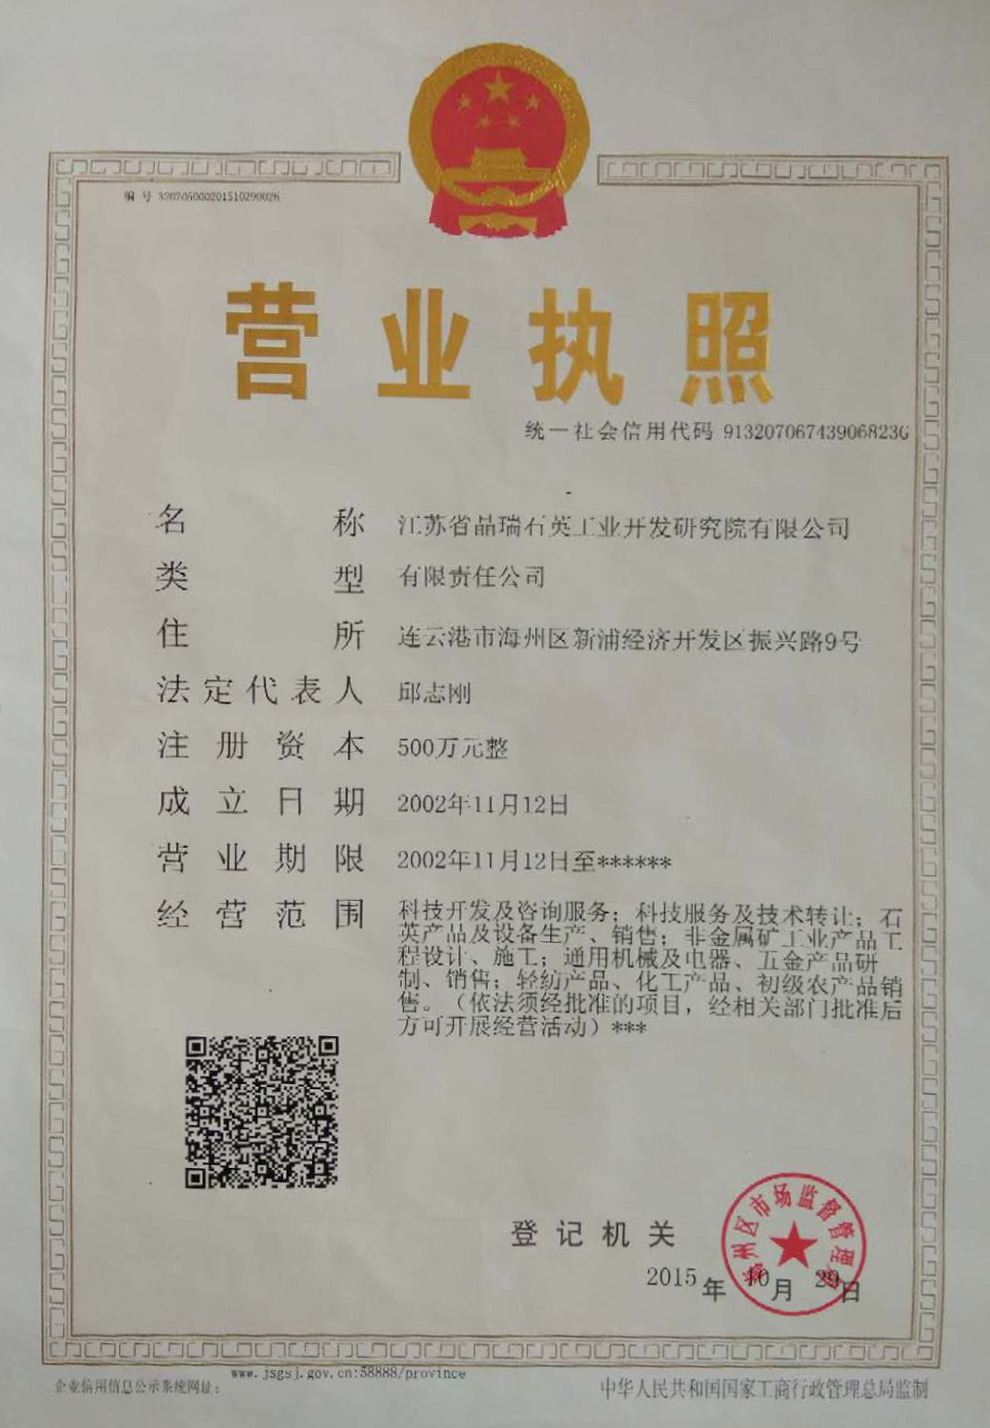 编 号 320705000201510290026
营业执照
统一社会信用代码 91320706743906823G
名 称 江苏省晶瑞石英工业开发研究院有限公司
类 型 有限责任公司
住 所 连云港市海州区新浦经济开发区振兴路9号
法定代表人 邱志刚
注册资本 500万元整
成立日期 2002年11月12日
营业期限 2002年11月12日至******
经营范围 科技开发及咨询服务；科技服务及技术转让；石
英产品及设备生产、销售；非金属矿工业产品工
程设计、施工；通用机械及电器、五金产品研
制、销售；轻纺产品、化工产品、初级农产品销
售。（依法须经批准的项目，经相关部门批准后
方可开展经营活动）***
海州区市场监督管理局
登记机关
2015年10月29日
www.jsgsj.gov.cn:58888/province
企业信用信息公示系统网址：
中华人民共和国国家工商行政管理总局监制